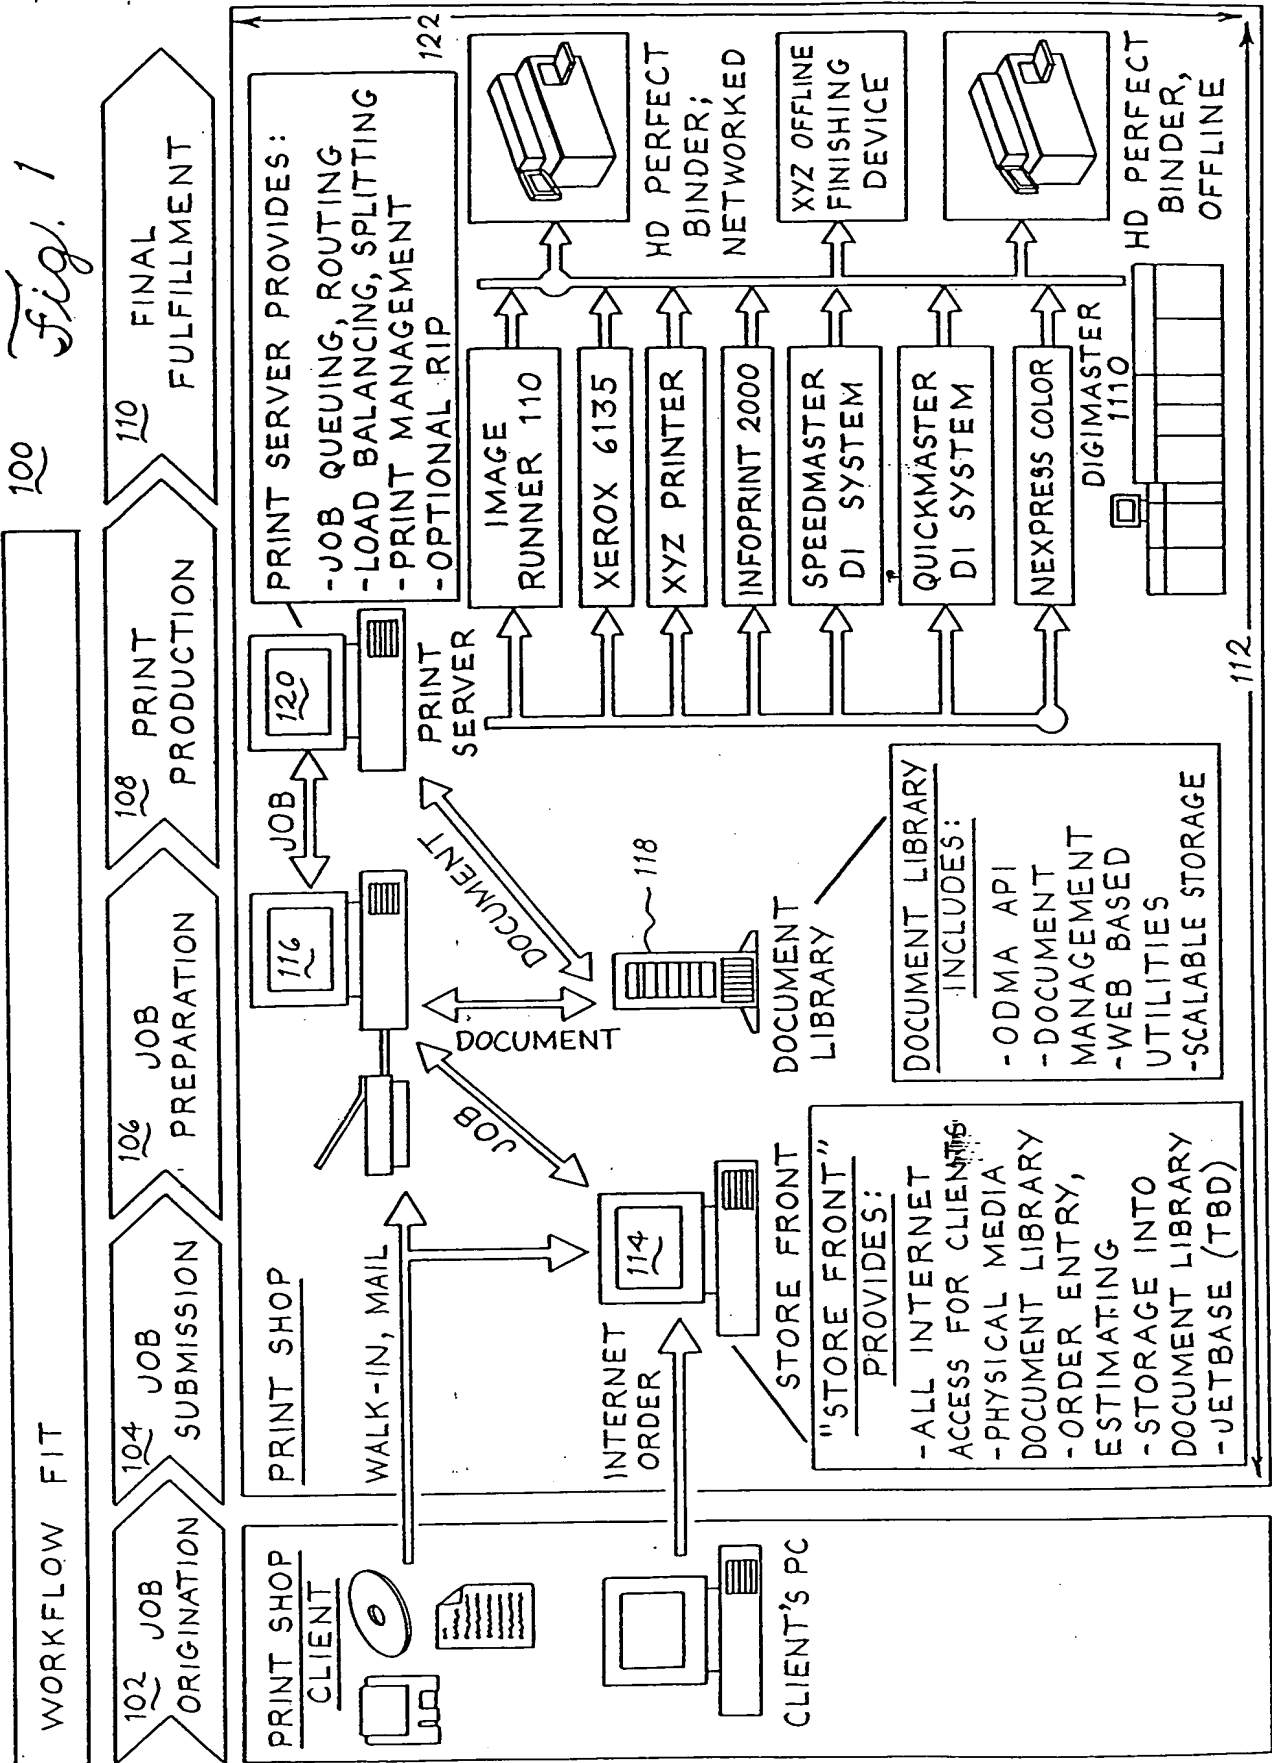 100
Fig. 1
WORKFLOW FIT
102 JOB
ORIGINATION
104 JOB
SUBMISSION
106 JOB
PREPARATION
108 PRINT
PRODUCTION
110 FINAL
FULFILLMENT
PRINT SHOP
CLIENT
CLIENT'S PC
PRINT SHOP
WALK-IN, MAIL
INTERNET
ORDER
114
STORE FRONT
"STORE FRONT"
PROVIDES:
-ALL INTERNET
ACCESS FOR CLIENTS
-PHYSICAL MEDIA
DOCUMENT LIBRARY
-ORDER ENTRY,
ESTIMATING
-STORAGE INTO
DOCUMENT LIBRARY
-JETBASE (TBD)
116
JOB
DOCUMENT
DOCUMENT
JOB
118
DOCUMENT
LIBRARY
DOCUMENT LIBRARY
INCLUDES:
-ODMA API
-DOCUMENT
MANAGEMENT
-WEB BASED
UTILITIES
-SCALABLE STORAGE
120
PRINT
SERVER
PRINT SERVER PROVIDES:
-JOB QUEUING, ROUTING
-LOAD BALANCING, SPLITTING
-PRINT MANAGEMENT
-OPTIONAL RIP
122
IMAGE
RUNNER 110
XEROX 6135
XYZ PRINTER
INFOPRINT 2000
SPEEDMASTER
DI SYSTEM
QUICKMASTER
DI SYSTEM
NEXPRESS COLOR
DIGIMASTER
1110
HD PERFECT
BINDER;
NETWORKED
XYZ OFFLINE
FINISHING
DEVICE
HD PERFECT
BINDER,
OFFLINE
112